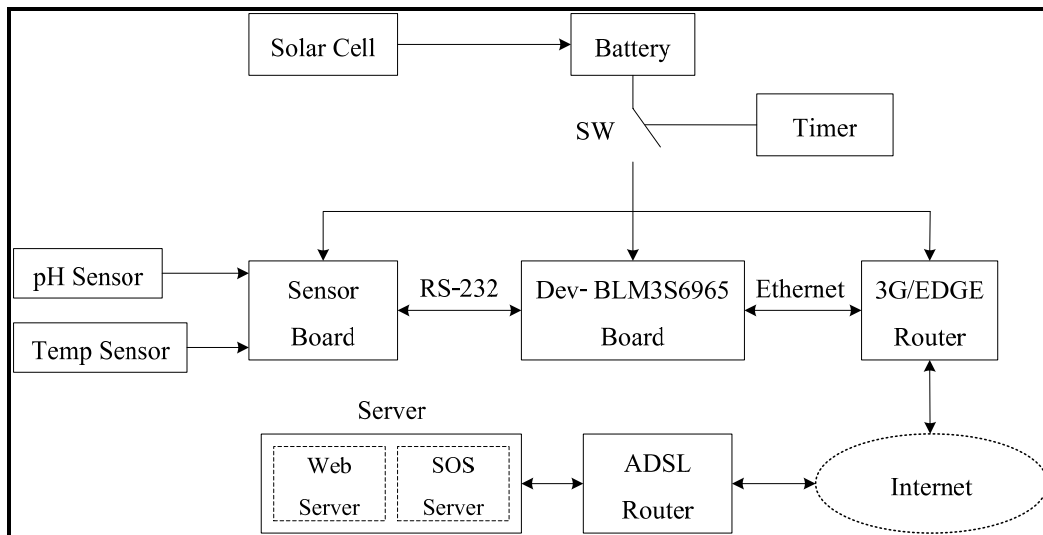 Solar Cell
Battery
SW
Timer
pH Sensor
Temp Sensor
Sensor
Board
RS-232
Dev- BLM3S6965
Board
Ethernet
3G/EDGE
Router
Server
Web
Server
SOS
Server
ADSL
Router
Internet